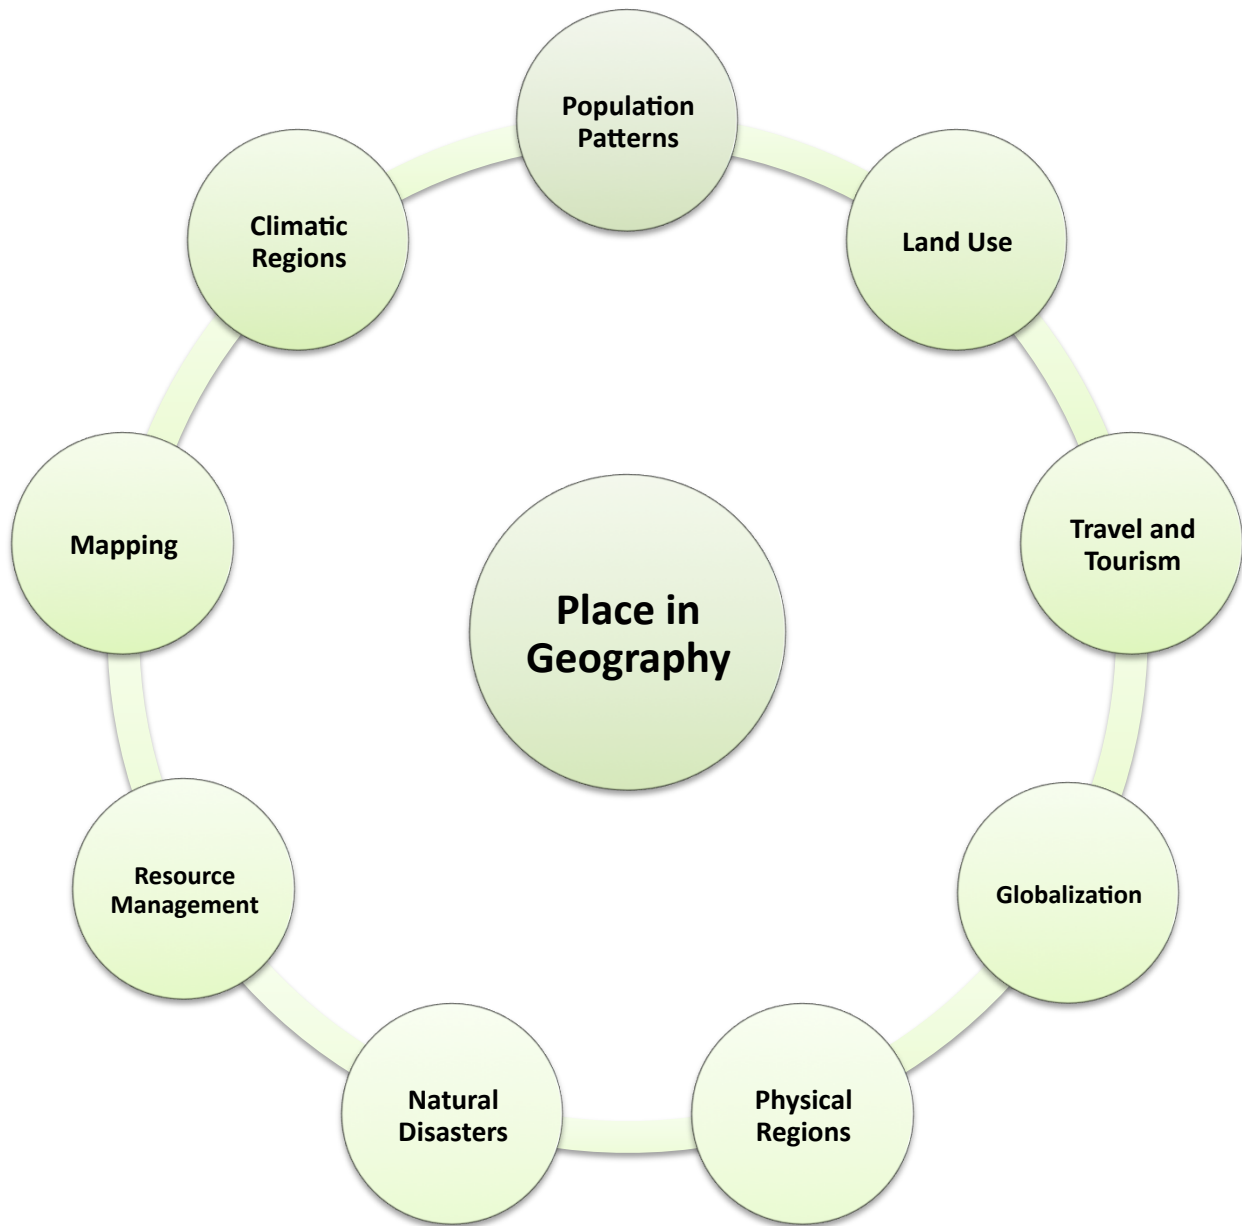 Population
Patterns
Land Use
Travel and
Tourism
Globalization
Physical
Regions
Natural
Disasters
Resource
Management
Mapping
Climatic
Regions
Place in
Geography